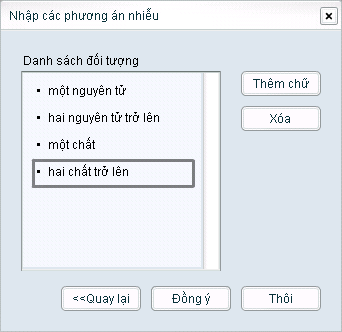 Nhập các phương án nhiễu
Danh sách đối tượng
một nguyên tử
hai nguyên tử trở lên
một chất
hai chất trở lên
Thêm chữ
Xóa
<<Quay lại
Đồng ý
Thôi